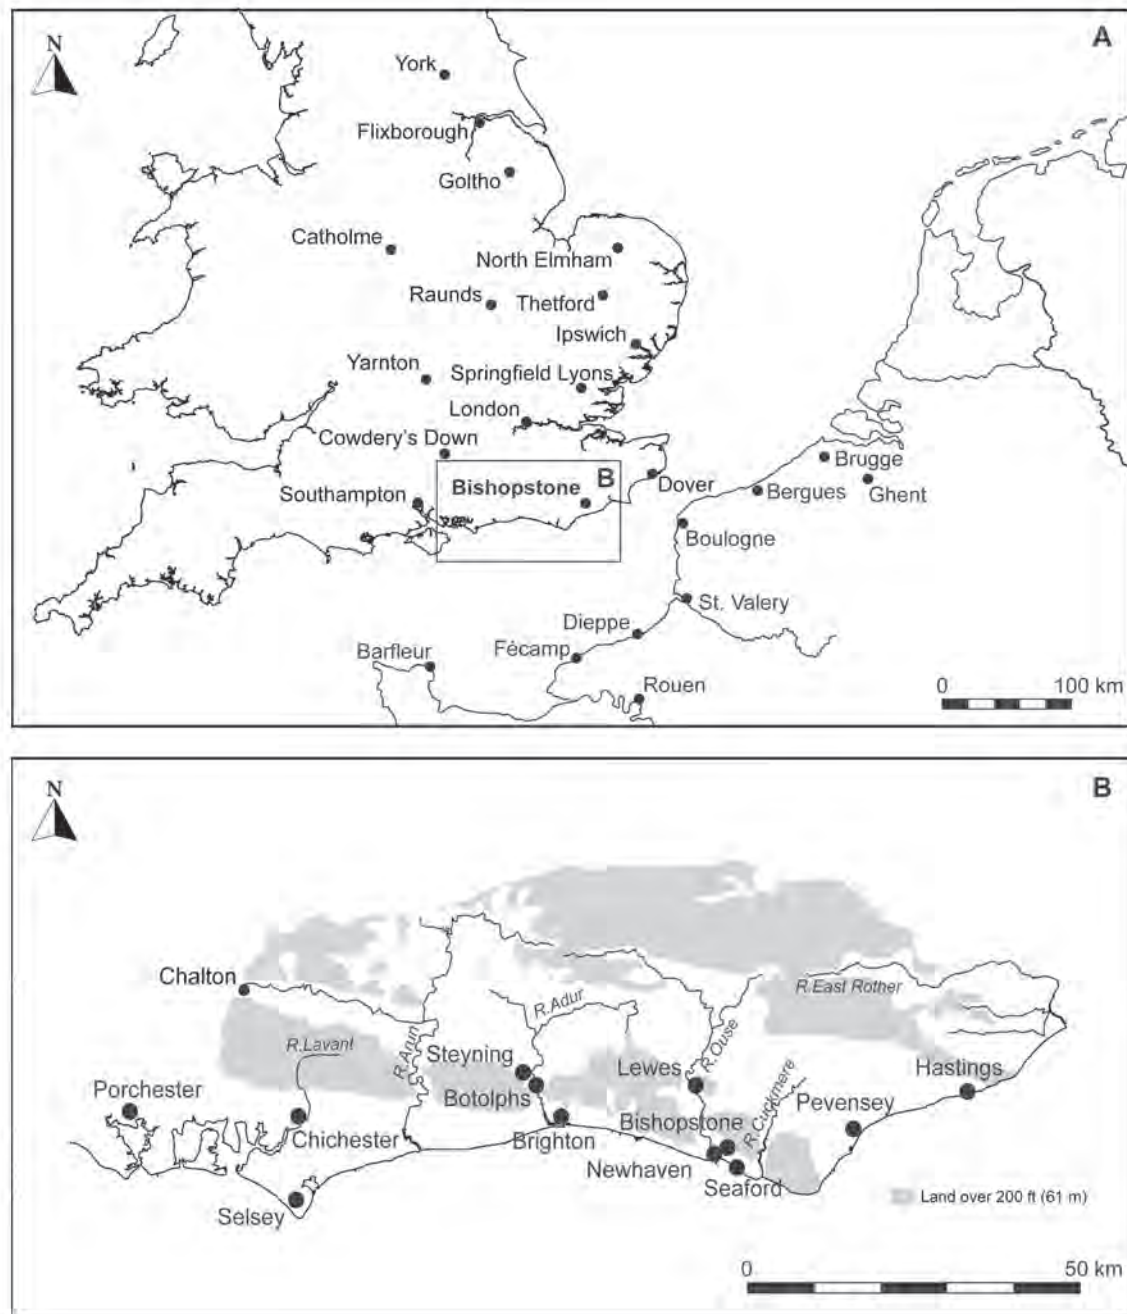 A
N
York
Flixborough
Goltho
Catholme
North Elmham
Raunds
Thetford
Ipswich
Yarnton
Springfield Lyons
London
Cowdery's Down
B
Bishopstone
Southampton
Dover
Brugge
Bergues
Ghent
Boulogne
St. Valery
Dieppe
Fécamp
Barfleur
Rouen
0 100 km
B
N
Chalton
R.East Rother
R.Adur
R.Lavant
R.Arun
R.Ouse
Steyning
Lewes
Hastings
Porchester
Botolphs
R.Cuckmere
Bishopstone
Pevensey
Chichester
Brighton
Newhaven
Seaford
Selsey
Land over 200 ft (61 m)
0 50 km